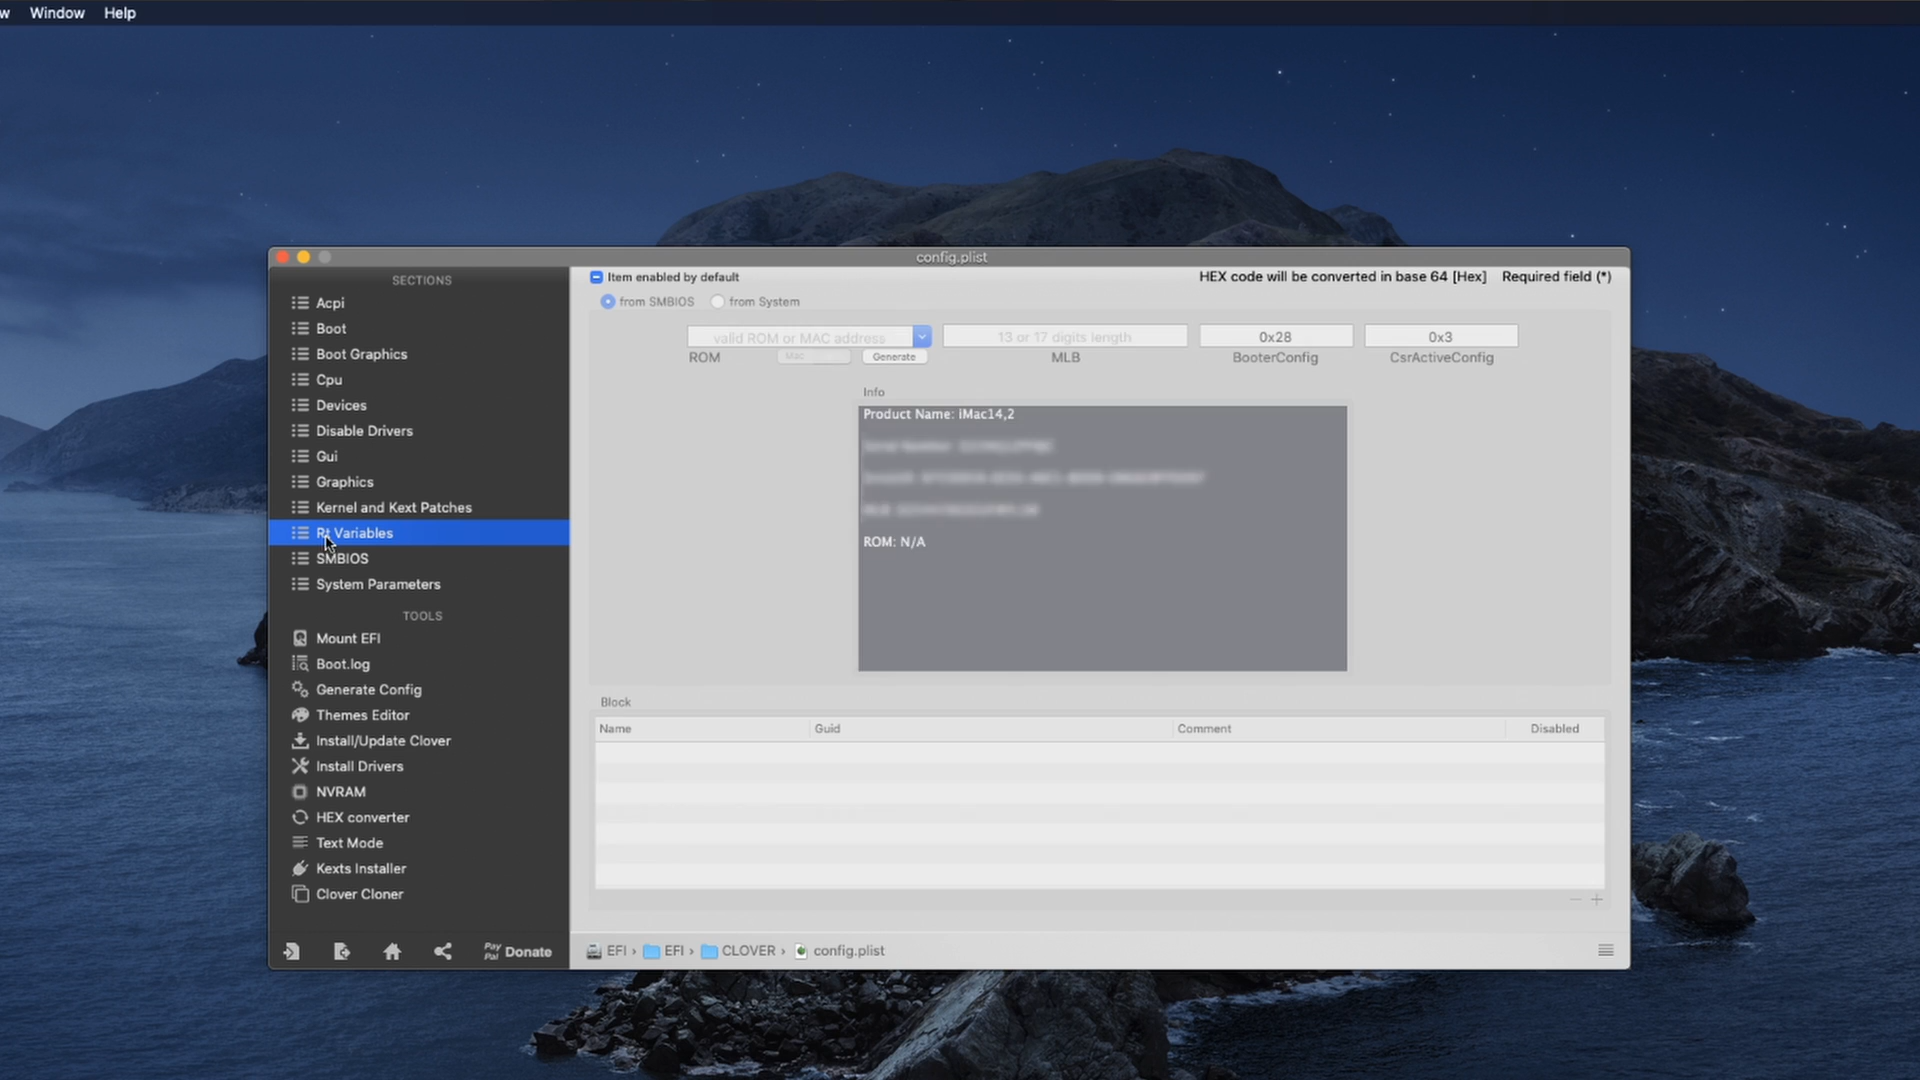 w Window Help
config.plist
SECTIONS
Acpi
Boot
Boot Graphics
Cpu
Devices
Disable Drivers
Gui
Graphics
Kernel and Kext Patches
Rt Variables
SMBIOS
System Parameters
TOOLS
Mount EFI
Boot.log
Generate Config
Themes Editor
Install/Update Clover
Install Drivers
NVRAM
HEX converter
Text Mode
Kexts Installer
Clover Cloner
Pay Pal Donate
Item enabled by default
HEX code will be converted in base 64 [Hex] Required field (*)
from SMBIOS from System
valid ROM or MAC address 13 or 17 digits length 0x28 0x3
ROM Mac Generate MLB BooterConfig CsrActiveConfig
Info
Product Name: iMac14,2
ROM: N/A
Block
Name Guid Comment Disabled
EFI › EFI › CLOVER › config.plist